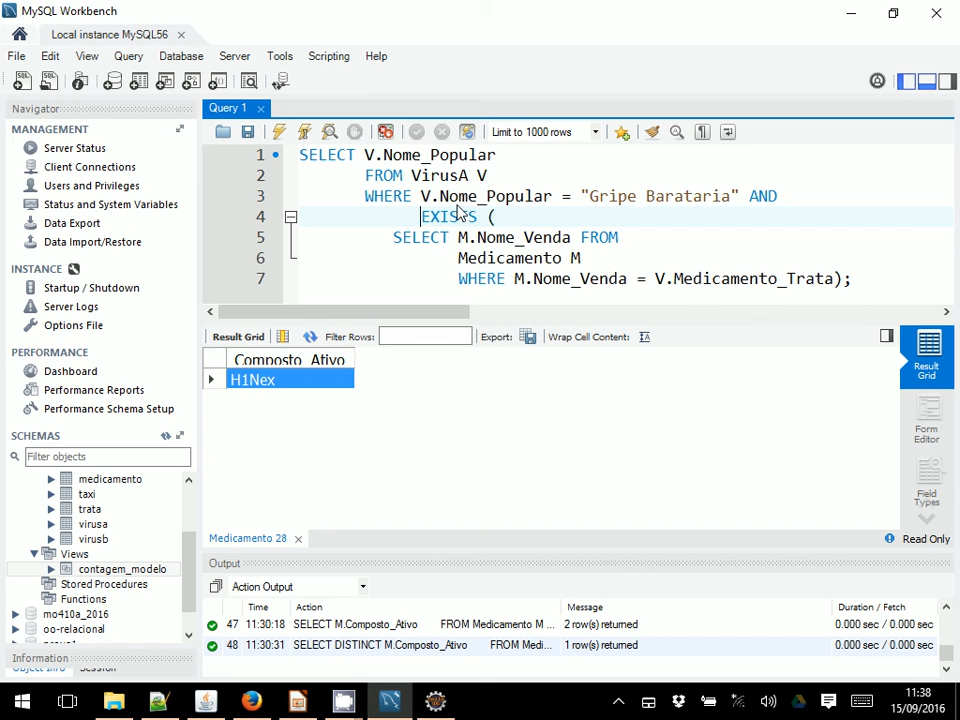 MySQL Workbench
Local instance MySQL56
File Edit View Query Database Server Tools Scripting Help
Navigator
MANAGEMENT
Server Status
Client Connections
Users and Privileges
Status and System Variables
Data Export
Data Import/Restore
INSTANCE
Startup / Shutdown
Server Logs
Options File
PERFORMANCE
Dashboard
Performance Reports
Performance Schema Setup
SCHEMAS
Filter objects
medicamento
taxi
trata
virusa
virusb
Views
contagem_modelo
Stored Procedures
Functions
mo410a_2016
oo-relacional
Information
Query 1
Limit to 1000 rows
1 SELECT V.Nome_Popular
2 FROM VirusA V
3 WHERE V.Nome_Popular = "Gripe Barataria" AND
4 EXISTS (
5 SELECT M.Nome_Venda FROM
6 Medicamento M
7 WHERE M.Nome_Venda = V.Medicamento_Trata);
Result Grid Filter Rows: Export: Wrap Cell Content:
Composto_Ativo
H1Nex
Result Grid
Form Editor
Field Types
Medicamento 28
Read Only
Output
Action Output
Time Action Message Duration / Fetch
47 11:30:18 SELECT M.Composto_Ativo FROM Medicamento M ... 2 row(s) returned 0.000 sec / 0.000 sec
48 11:30:31 SELECT DISTINCT M.Composto_Ativo FROM Medi... 1 row(s) returned 0.000 sec / 0.000 sec
11:38
15/09/2016